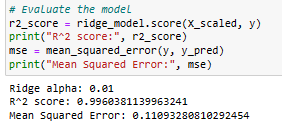 # Evaluate the model
r2_score = ridge_model.score(X_scaled, y)
print("R^2 score:", r2_score)
mse = mean_squared_error(y, y_pred)
print("Mean Squared Error:", mse)
Ridge alpha: 0.01
R^2 score: 0.9960381139963241
Mean Squared Error: 0.11093280810292454